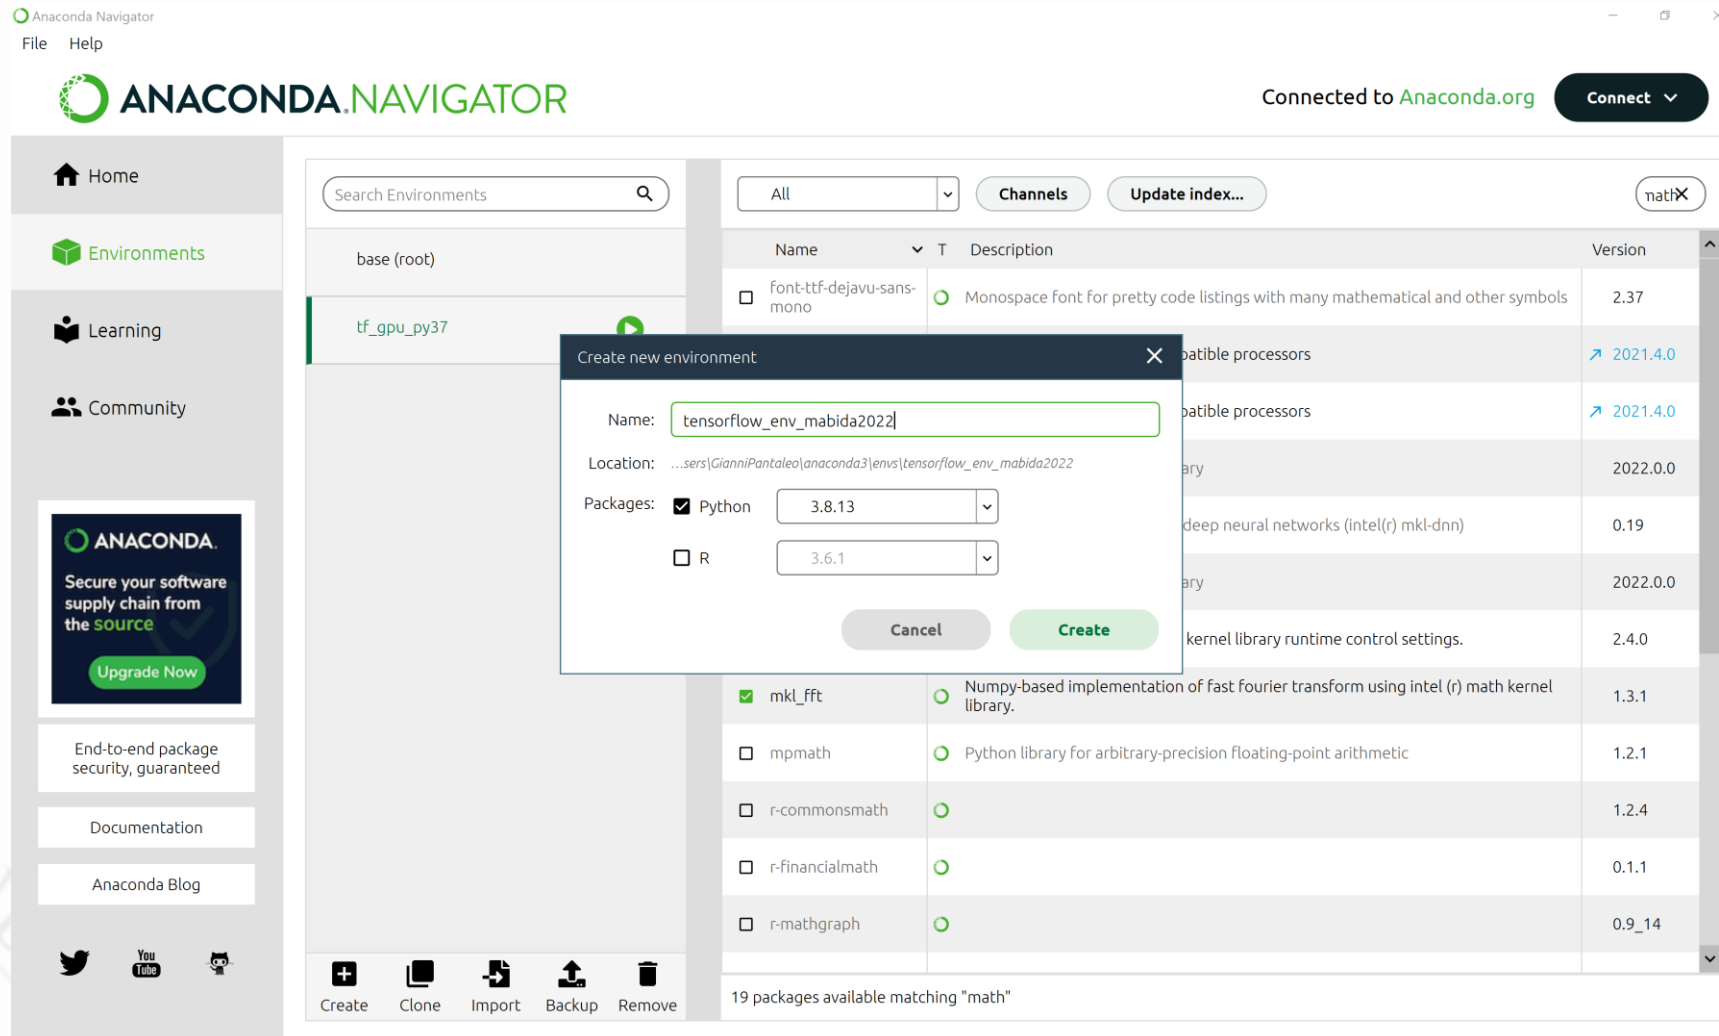 Anaconda Navigator
File Help
ANACONDA.NAVIGATOR
Connected to Anaconda.org
Connect
Home
Environments
Learning
Community
ANACONDA.
Secure your software
supply chain from
the source
Upgrade Now
End-to-end package
security, guaranteed
Documentation
Anaconda Blog
You
Tube
Search Environments
base (root)
tf_gpu_py37
Create Clone Import Backup Remove
All
Channels
Update index...
math
Name T Description Version
font-ttf-dejavu-sans-
mono
Monospace font for pretty code listings with many mathematical and other symbols 2.37
processors 2021.4.0
processors 2021.4.0
2022.0.0
deep neural networks (intel(r) mkl-dnn) 0.19
2022.0.0
kernel library runtime control settings. 2.4.0
mkl_fft
Numpy-based implementation of fast fourier transform using intel (r) math kernel
library.
1.3.1
mpmath Python library for arbitrary-precision floating-point arithmetic 1.2.1
r-commonsmath 1.2.4
r-financialmath 0.1.1
r-mathgraph 0.9_14
19 packages available matching "math"
Create new environment
Name: tensorflow_env_mabida2022
Location: ...sers\GianniPantaleo\anaconda3\envs\tensorflow_env_mabida2022
Packages: Python 3.8.13
R 3.6.1
Cancel Create